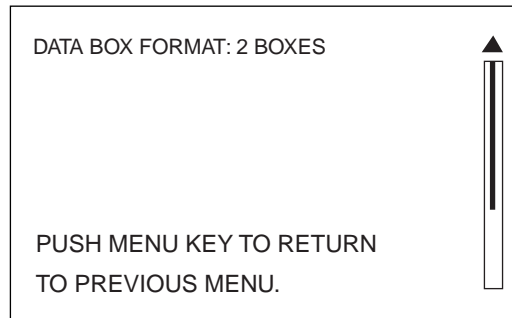 DATA BOX FORMAT: 2 BOXES
PUSH MENU KEY TO RETURN
TO PREVIOUS MENU.